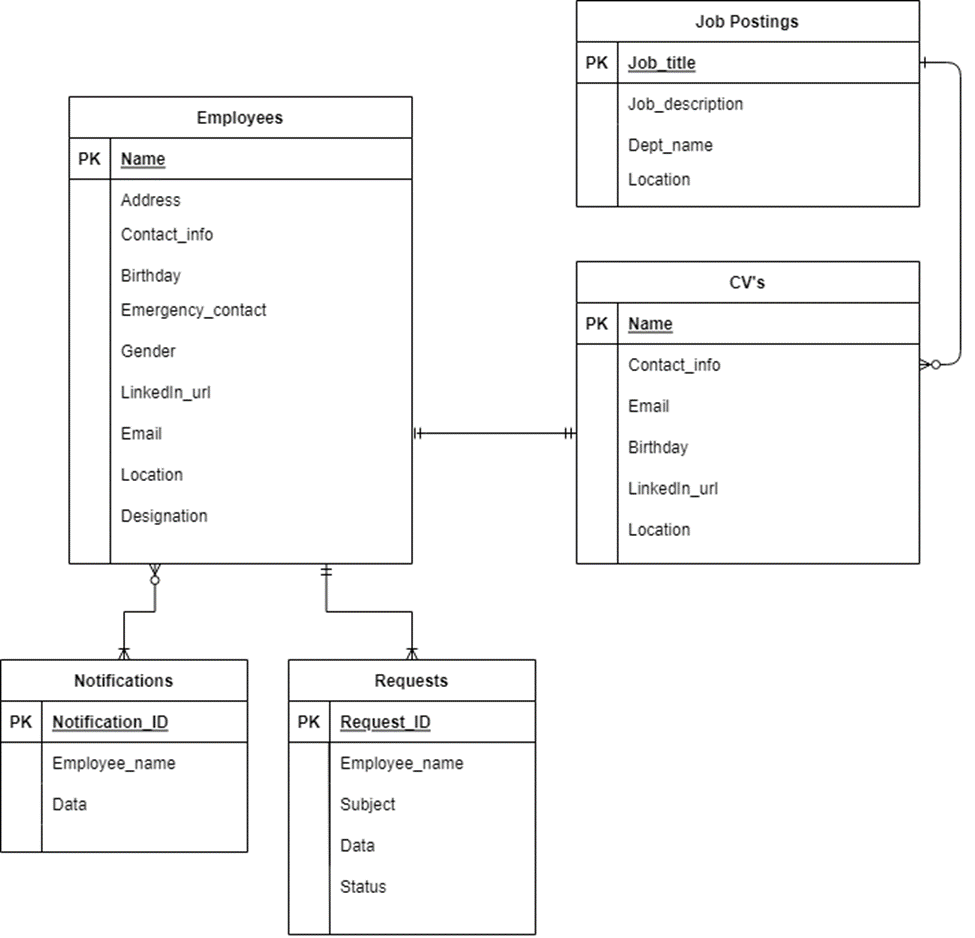 Job Postings
PK Job_title
Job_description
Dept_name
Location
Employees
PK Name
Address
Contact_info
Birthday
Emergency_contact
Gender
LinkedIn_url
Email
Location
Designation
CV's
PK Name
Contact_info
Email
Birthday
LinkedIn_url
Location
Notifications
PK Notification_ID
Employee_name
Data
Requests
PK Request_ID
Employee_name
Subject
Data
Status